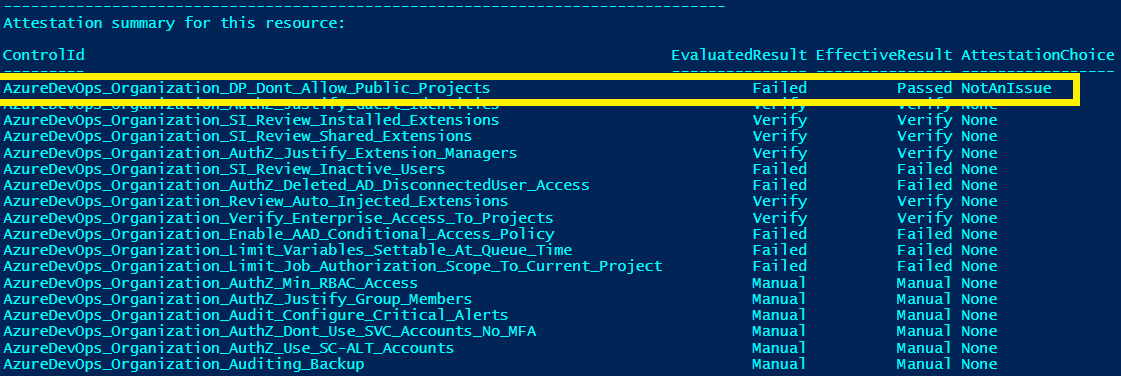 --------------------------------------------------------------------------------
Attestation summary for this resource:
ControlId EvaluatedResult EffectiveResult AttestationChoice
--------- --------------- --------------- -----------------
AzureDevOps_Organization_DP_Dont_Allow_Public_Projects Failed Passed NotAnIssue
AzureDevOps_Organization_AuthZ_Justify_Guest_Identities Verify Verify None
AzureDevOps_Organization_SI_Review_Installed_Extensions Verify Verify None
AzureDevOps_Organization_SI_Review_Shared_Extensions Verify Verify None
AzureDevOps_Organization_AuthZ_Justify_Extension_Managers Verify Verify None
AzureDevOps_Organization_SI_Review_Inactive_Users Failed Failed None
AzureDevOps_Organization_AuthZ_Deleted_AD_DisconnectedUser_Access Failed Failed None
AzureDevOps_Organization_Review_Auto_Injected_Extensions Verify Verify None
AzureDevOps_Organization_Verify_Enterprise_Access_To_Projects Verify Verify None
AzureDevOps_Organization_Enable_AAD_Conditional_Access_Policy Failed Failed None
AzureDevOps_Organization_Limit_Variables_Settable_At_Queue_Time Failed Failed None
AzureDevOps_Organization_Limit_Job_Authorization_Scope_To_Current_Project Failed Failed None
AzureDevOps_Organization_AuthZ_Min_RBAC_Access Manual Manual None
AzureDevOps_Organization_AuthZ_Justify_Group_Members Manual Manual None
AzureDevOps_Organization_Audit_Configure_Critical_Alerts Manual Manual None
AzureDevOps_Organization_AuthZ_Dont_Use_SVC_Accounts_No_MFA Manual Manual None
AzureDevOps_Organization_AuthZ_Use_SC-ALT_Accounts Manual Manual None
AzureDevOps_Organization_Auditing_Backup Manual Manual None